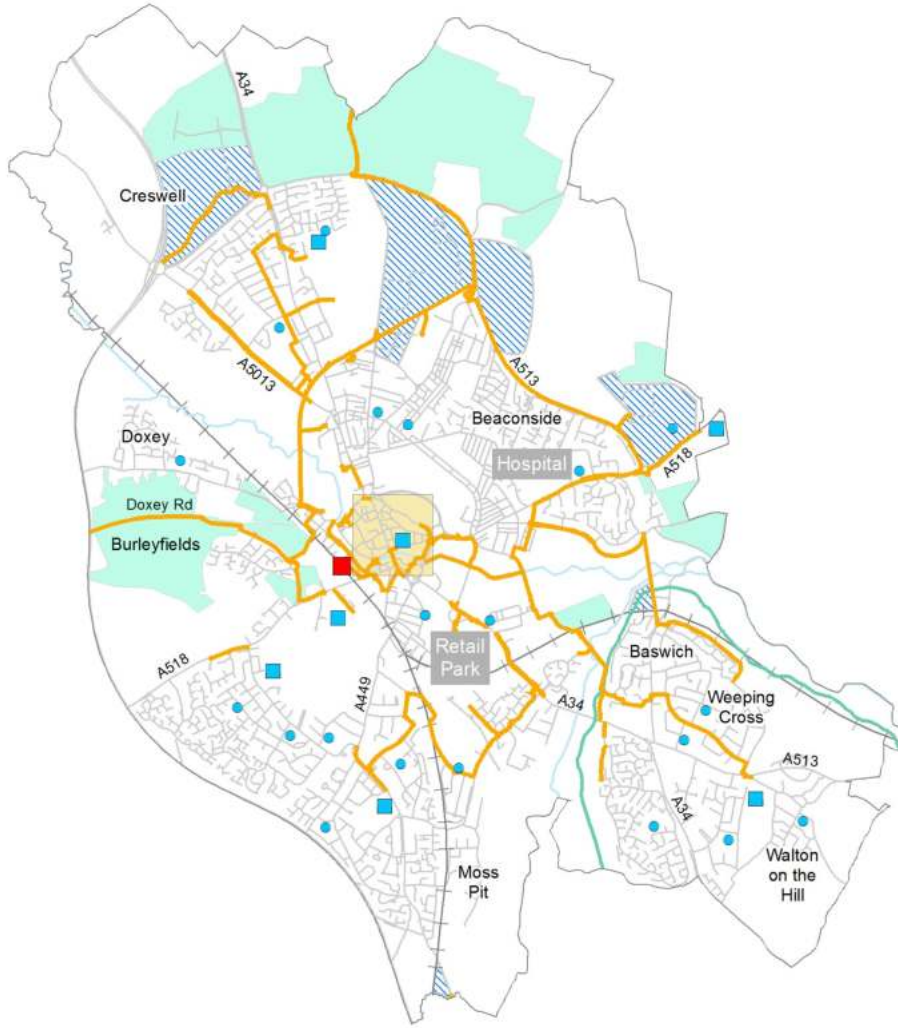 A34
Creswell
A5013
A513
Beaconside
Doxey
Hospital
A518
Doxey Rd
Burleyfields
Retail
Park
Baswich
A518
A449
A34
Weeping
Cross
A513
A34
Moss
Pit
Walton
on the
Hill